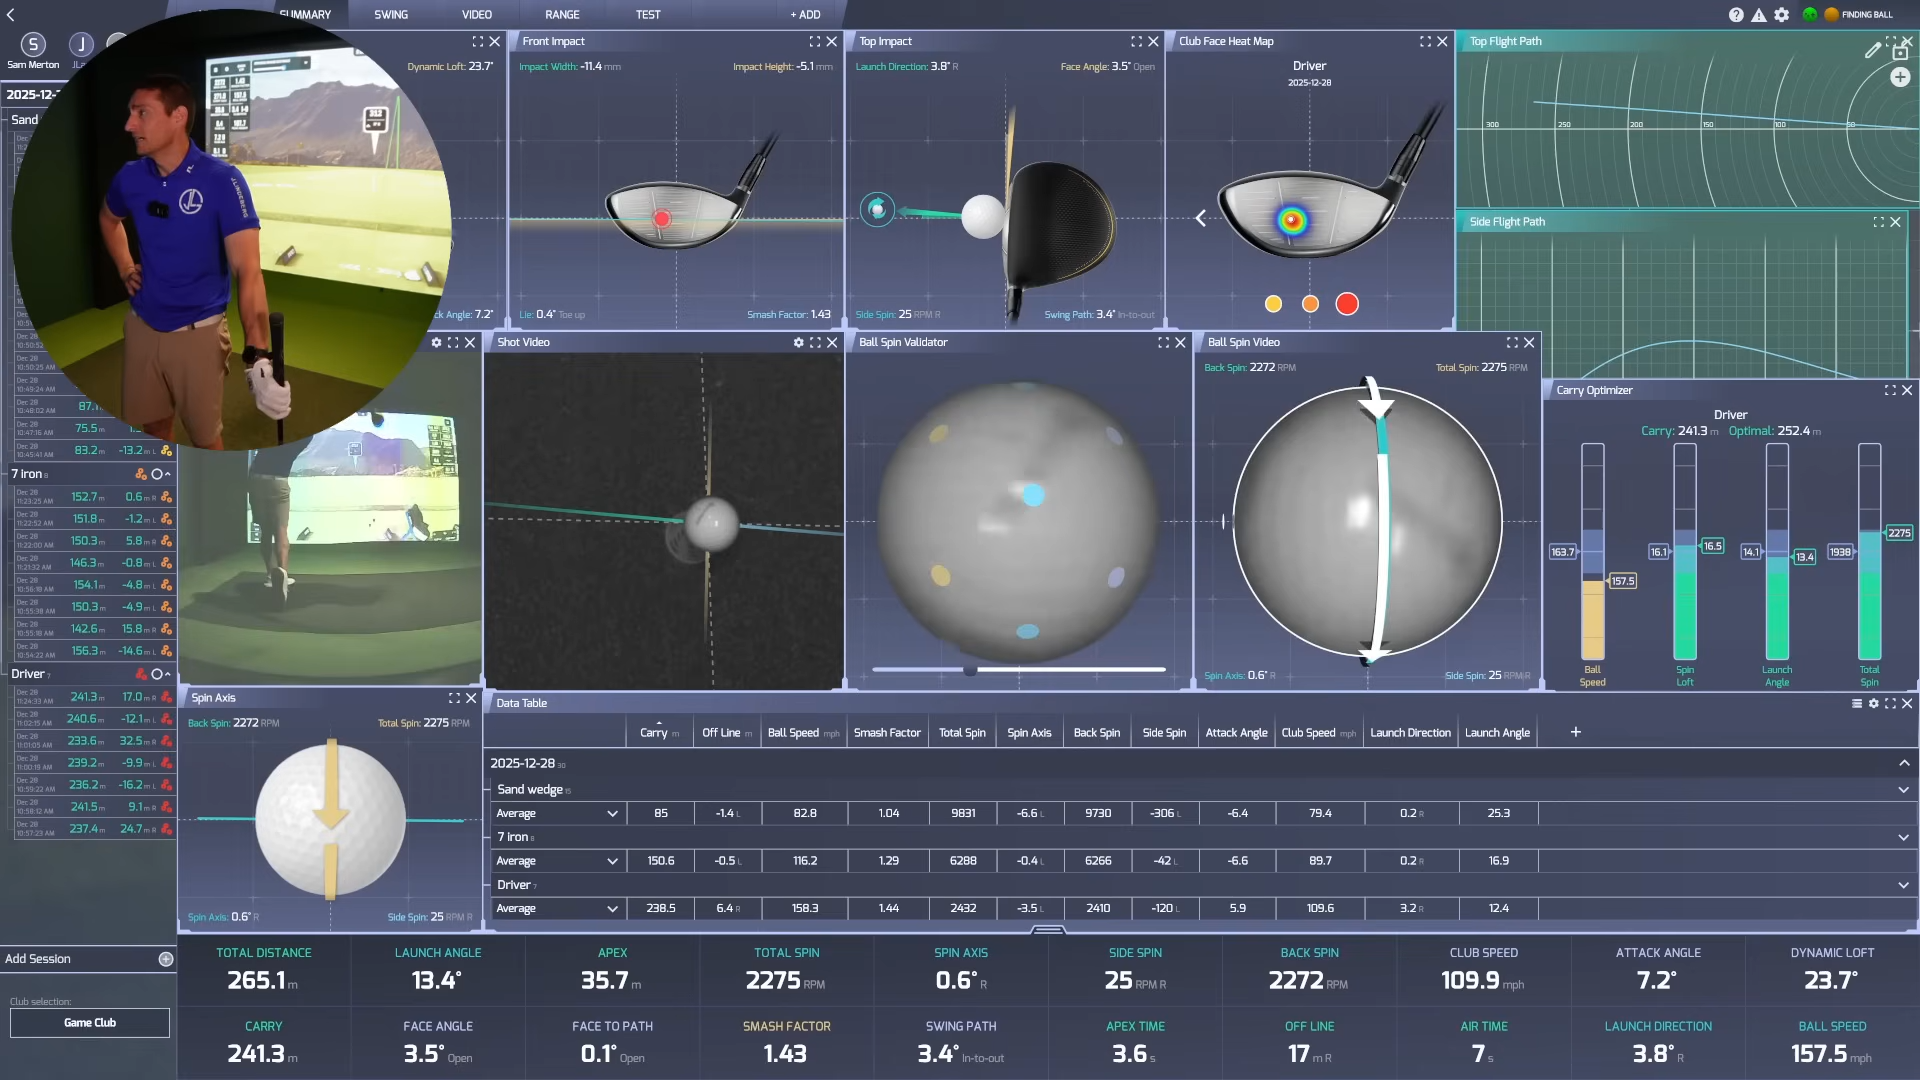 SUMMARY SWING VIDEO RANGE TEST + ADD FINDING BALL
S J
Sam Merton
2025-12-
Sand
Dynamic Loft: 23.7°
Angle: 7.2°
Front Impact
Impact Width: -11.4 mm Impact Height: -5.1 mm
Lie: 0.4° Toe up Smash Factor: 1.43
Top Impact
Launch Direction: 3.8° R Face Angle: 3.5° Open
Side Spin: 25 RPM R Swing Path: 3.4° In-to-out
Club Face Heat Map
Driver
2025-12-28
Top Flight Path
300 250 200 150 100 50
Side Flight Path
75.5 m
83.2 m -13.2 m L
7 iron 8
152.7 m 0.6 m R
151.8 m -1.2 m L
150.3 m 5.8 m R
146.3 m -0.8 m L
154.1 m -4.8 m L
150.3 m -4.9 m L
142.6 m 15.8 m R
156.3 m -14.6 m L
Driver 7
241.3 m 17.0 m R
240.6 m -12.1 m L
233.6 m 32.5 m R
239.2 m -9.9 m L
236.2 m -16.2 m L
241.5 m 9.1 m R
237.4 m 24.7 m R
Add Session
Club selection:
Game Club
Shot Video
Ball Spin Validator
Ball Spin Video
Back Spin: 2272 RPM Total Spin: 2275 RPM
Spin Axis: 0.6° R Side Spin: 25 RPM R
Carry Optimizer
Driver
Carry: 241.3 m Optimal: 252.4 m
163.7 157.5 16.1 16.5 14.1 13.4 1938 2275
Ball Speed Spin Loft Launch Angle Total Spin
Spin Axis
Back Spin: 2272 RPM Total Spin: 2275 RPM
Spin Axis: 0.6° R Side Spin: 25 RPM R
Data Table
Carry m Off Line m Ball Speed mph Smash Factor Total Spin Spin Axis Back Spin Side Spin Attack Angle Club Speed mph Launch Direction Launch Angle +
2025-12-28 30
Sand wedge 15
Average 85 -1.4 L 82.8 1.04 9831 -6.6 L 9730 -306 L -6.4 79.4 0.2 R 25.3
7 iron 8
Average 150.6 -0.5 L 116.2 1.29 6288 -0.4 L 6266 -42 L -6.6 89.7 0.2 R 16.9
Driver 7
Average 238.5 6.4 R 158.3 1.44 2432 -3.5 L 2410 -120 L 5.9 109.6 3.2 R 12.4
TOTAL DISTANCE LAUNCH ANGLE APEX TOTAL SPIN SPIN AXIS SIDE SPIN BACK SPIN CLUB SPEED ATTACK ANGLE DYNAMIC LOFT
265.1 m 13.4° 35.7 m 2275 RPM 0.6° R 25 RPM R 2272 RPM 109.9 mph 7.2° 23.7°
CARRY FACE ANGLE FACE TO PATH SMASH FACTOR SWING PATH APEX TIME OFF LINE AIR TIME LAUNCH DIRECTION BALL SPEED
241.3 m 3.5° Open 0.1° Open 1.43 3.4° In-to-out 3.6 s 17 m R 7 s 3.8° R 157.5 mph